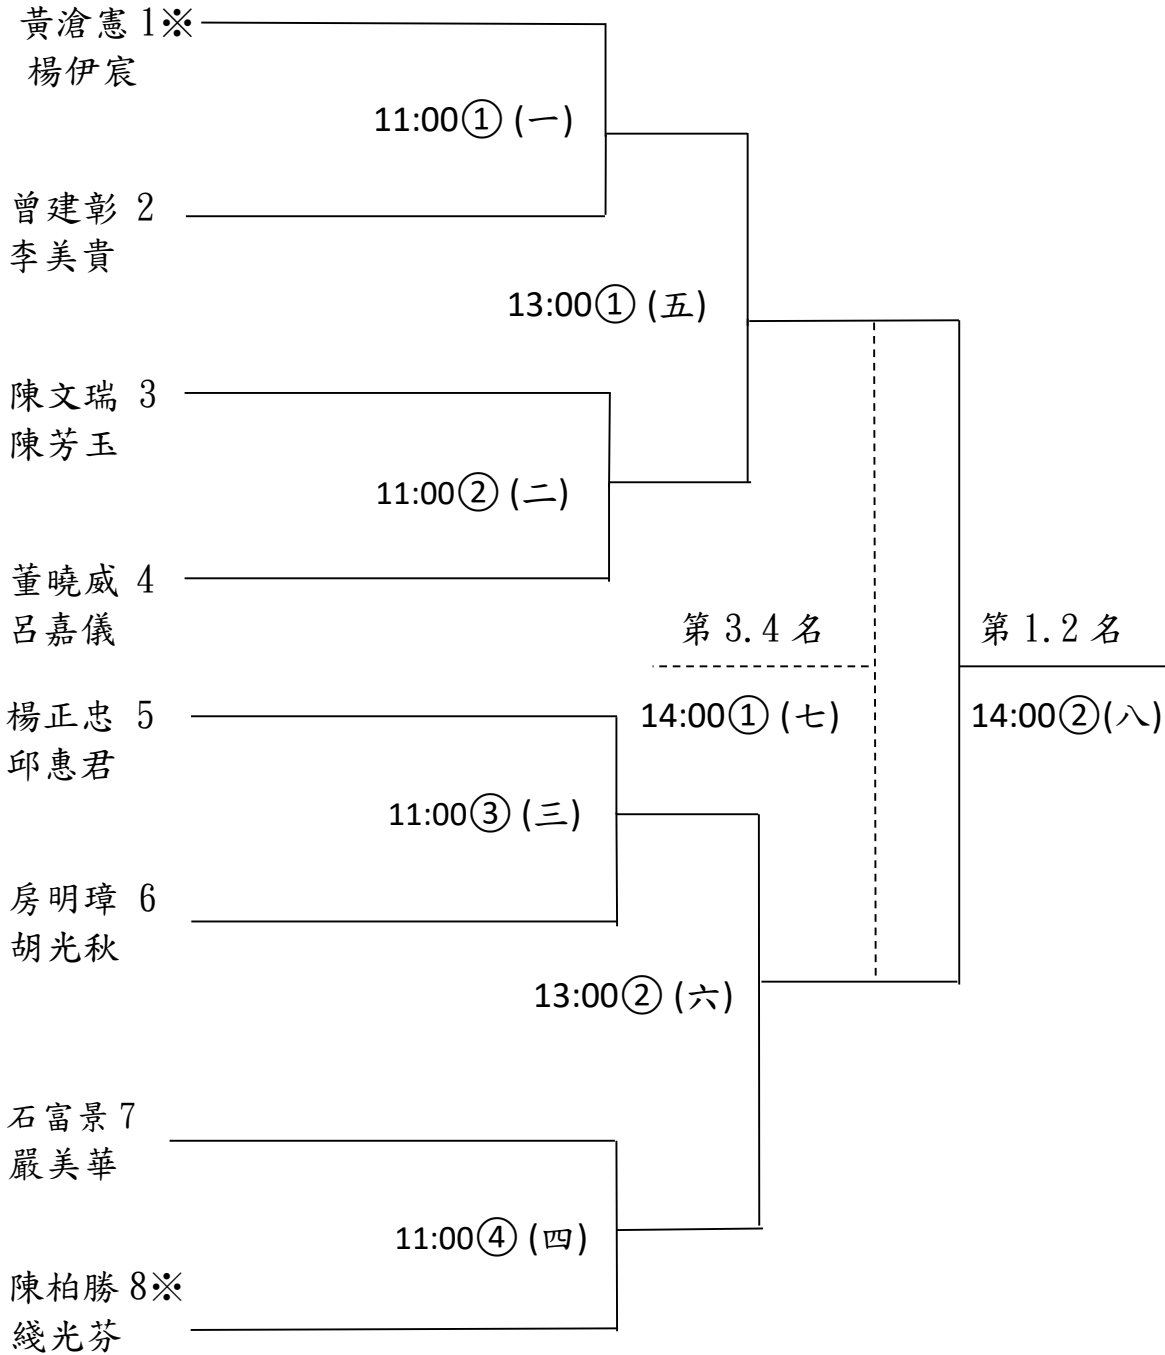 黃滄憲 1※
楊伊宸
11:00① (一)
曾建彰 2
李美貴
13:00① (五)
陳文瑞 3
陳芳玉
11:00② (二)
董曉威 4
呂嘉儀
第 3.4 名
第 1.2 名
楊正忠 5
邱惠君
14:00① (七)
14:00②(八)
11:00③ (三)
房明璋 6
胡光秋
13:00② (六)
石富景 7
嚴美華
11:00④ (四)
陳柏勝 8※
綫光芬